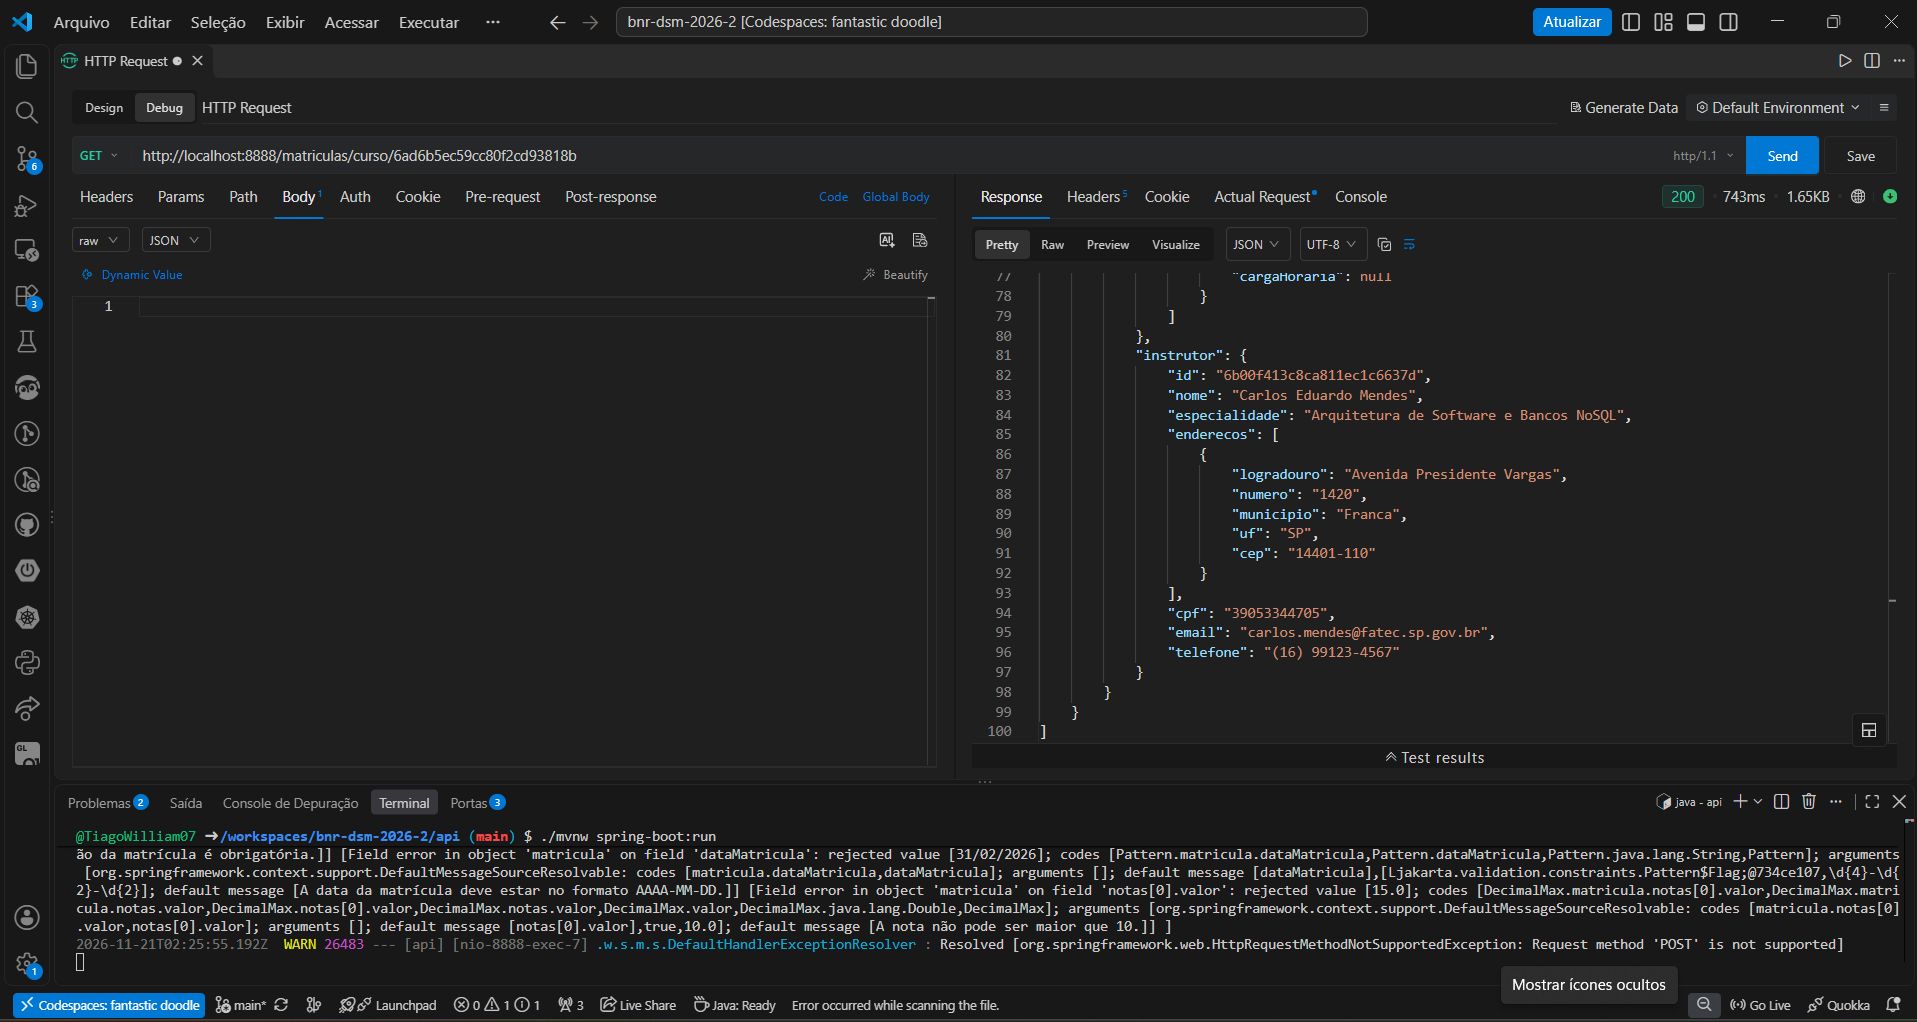 Arquivo Editar Seleção Exibir Acessar Executar ··· bnr-dsm-2026-2 [Codespaces: fantastic doodle] Atualizar
HTTP Request
Design Debug HTTP Request Generate Data Default Environment
GET http://localhost:8888/matriculas/curso/6ad6b5ec59cc80f2cd93818b http/1.1 Send Save
Headers Params Path Body 1 Auth Cookie Pre-request Post-response Code Global Body
Response Headers 5 Cookie Actual Request Console 200 743ms 1.65KB
raw JSON
Pretty Raw Preview Visualize JSON UTF-8
Dynamic Value Beautify
1
77 "cargaHoraria": null
78 }
79 ]
80 },
81 "instrutor": {
82 "id": "6b00f413c8ca811ec1c6637d",
83 "nome": "Carlos Eduardo Mendes",
84 "especialidade": "Arquitetura de Software e Bancos NoSQL",
85 "enderecos": [
86 {
87 "logradouro": "Avenida Presidente Vargas",
88 "numero": "1420",
89 "municipio": "Franca",
90 "uf": "SP",
91 "cep": "14401-110"
92 }
93 ],
94 "cpf": "39053344705",
95 "email": "carlos.mendes@fatec.sp.gov.br",
96 "telefone": "(16) 99123-4567"
97 }
98 }
99 }
100 ]
Test results
Problemas 2 Saída Console de Depuração Terminal Portas 3 java - api
@TiagoWilliam07 ➜/workspaces/bnr-dsm-2026-2/api (main) $ ./mvnw spring-boot:run
ão da matrícula é obrigatória.]] [Field error in object 'matricula' on field 'dataMatricula': rejected value [31/02/2026]; codes [Pattern.matricula.dataMatricula,Pattern.dataMatricula,Pattern.java.lang.String,Pattern]; arguments
[org.springframework.context.support.DefaultMessageSourceResolvable: codes [matricula.dataMatricula,dataMatricula]; arguments []; default message [dataMatricula],[Ljakarta.validation.constraints.Pattern$Flag;@734ce107,\d{4}-\d{
2}-\d{2}]; default message [A data da matrícula deve estar no formato AAAA-MM-DD.]] [Field error in object 'matricula' on field 'notas[0].valor': rejected value [15.0]; codes [DecimalMax.matricula.notas[0].valor,DecimalMax.matri
cula.notas.valor,DecimalMax.notas[0].valor,DecimalMax.notas.valor,DecimalMax.valor,DecimalMax.java.lang.Double,DecimalMax]; arguments [org.springframework.context.support.DefaultMessageSourceResolvable: codes [matricula.notas[0]
.valor,notas[0].valor]; arguments []; default message [notas[0].valor],true,10.0]; default message [A nota não pode ser maior que 10.]] ]
2026-11-21T02:25:55.192Z WARN 26483 --- [api] [nio-8888-exec-7] .w.s.m.s.DefaultHandlerExceptionResolver : Resolved [org.springframework.web.HttpRequestMethodNotSupportedException: Request method 'POST' is not supported]
Mostrar ícones ocultos
Codespaces: fantastic doodle main* Launchpad 0 1 1 3 Live Share Java: Ready Error occurred while scanning the file. Go Live Quokka